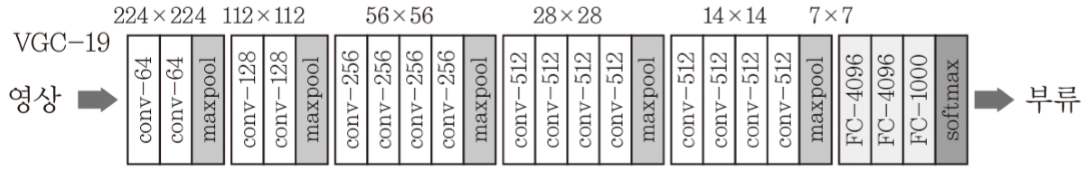 224×224 112×112 56×56 28×28 14×14 7×7
VGC-19
영상
conv-64
conv-64
maxpool
conv-128
conv-128
maxpool
conv-256
conv-256
conv-256
conv-256
maxpool
conv-512
conv-512
conv-512
conv-512
maxpool
conv-512
conv-512
conv-512
conv-512
maxpool
FC-4096
FC-4096
FC-1000
softmax
부류